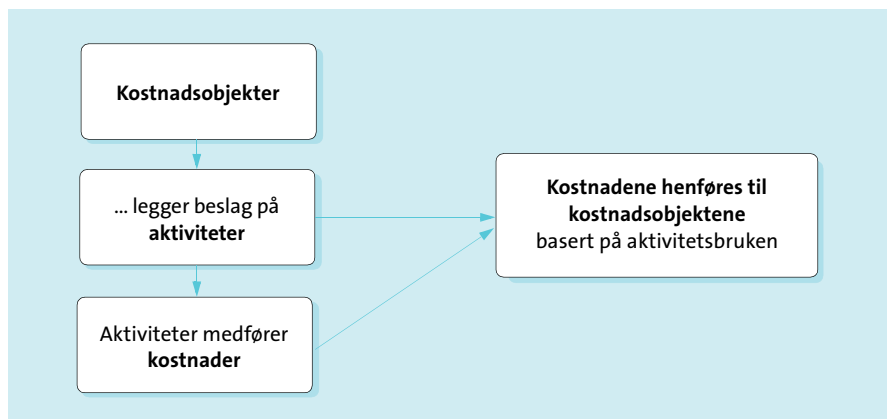 Kostnadsobjekter
... legger beslag på
aktiviteter
Aktiviteter medfører
kostnader
Kostnadene henføres til
kostnadsobjektene
basert på aktivitetsbruken